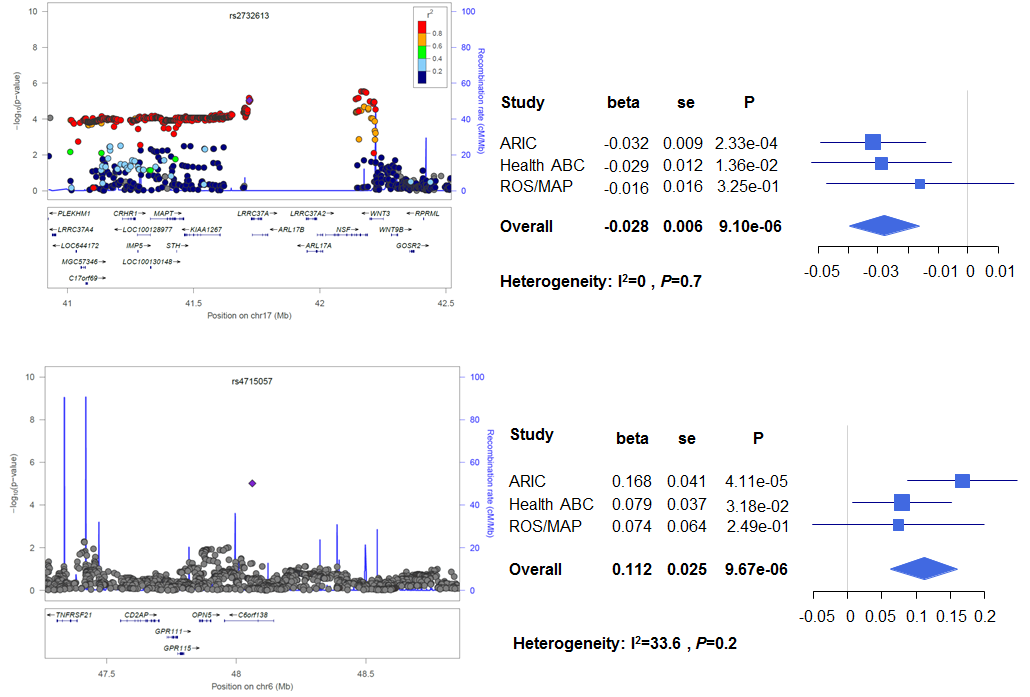 rs2732613
r²
0.8
0.6
0.4
0.2
10
8
6
4
2
0
−log10(p−value)
100
80
60
40
20
0
Recombination rate (cM/Mb)
←PLEKHM1 CRHR1→ MAPT→ LRRC37A→ LRRC37A2→ WNT3 RPRML
←LRRC37A4 LOC100128977 ←KIAA1267 ←ARL17B NSF→ WNT9B→
←LOC644172 IMP5→ STH→ ←ARL17A GOSR2→
MGC57346→ LOC100130148→
C17orf69→
41 41.5 42 42.5
Position on chr17 (Mb)
Study beta se P
ARIC -0.032 0.009 2.33e-04
Health ABC -0.029 0.012 1.36e-02
ROS/MAP -0.016 0.016 3.25e-01
Overall -0.028 0.006 9.10e-06
Heterogeneity: I²=0 , P=0.7
-0.05 -0.03 -0.01 0 0.01
rs4715057
10
8
6
4
2
0
−log10(p−value)
100
80
60
40
20
0
Recombination rate (cM/Mb)
←TNFRSF21 CD2AP→ OPN5→ ←C6orf138
GPR111→
GPR115→
47.5 48 48.5
Position on chr6 (Mb)
Study beta se P
ARIC 0.168 0.041 4.11e-05
Health ABC 0.079 0.037 3.18e-02
ROS/MAP 0.074 0.064 2.49e-01
Overall 0.112 0.025 9.67e-06
Heterogeneity: I²=33.6 , P=0.2
-0.05 0 0.05 0.1 0.2